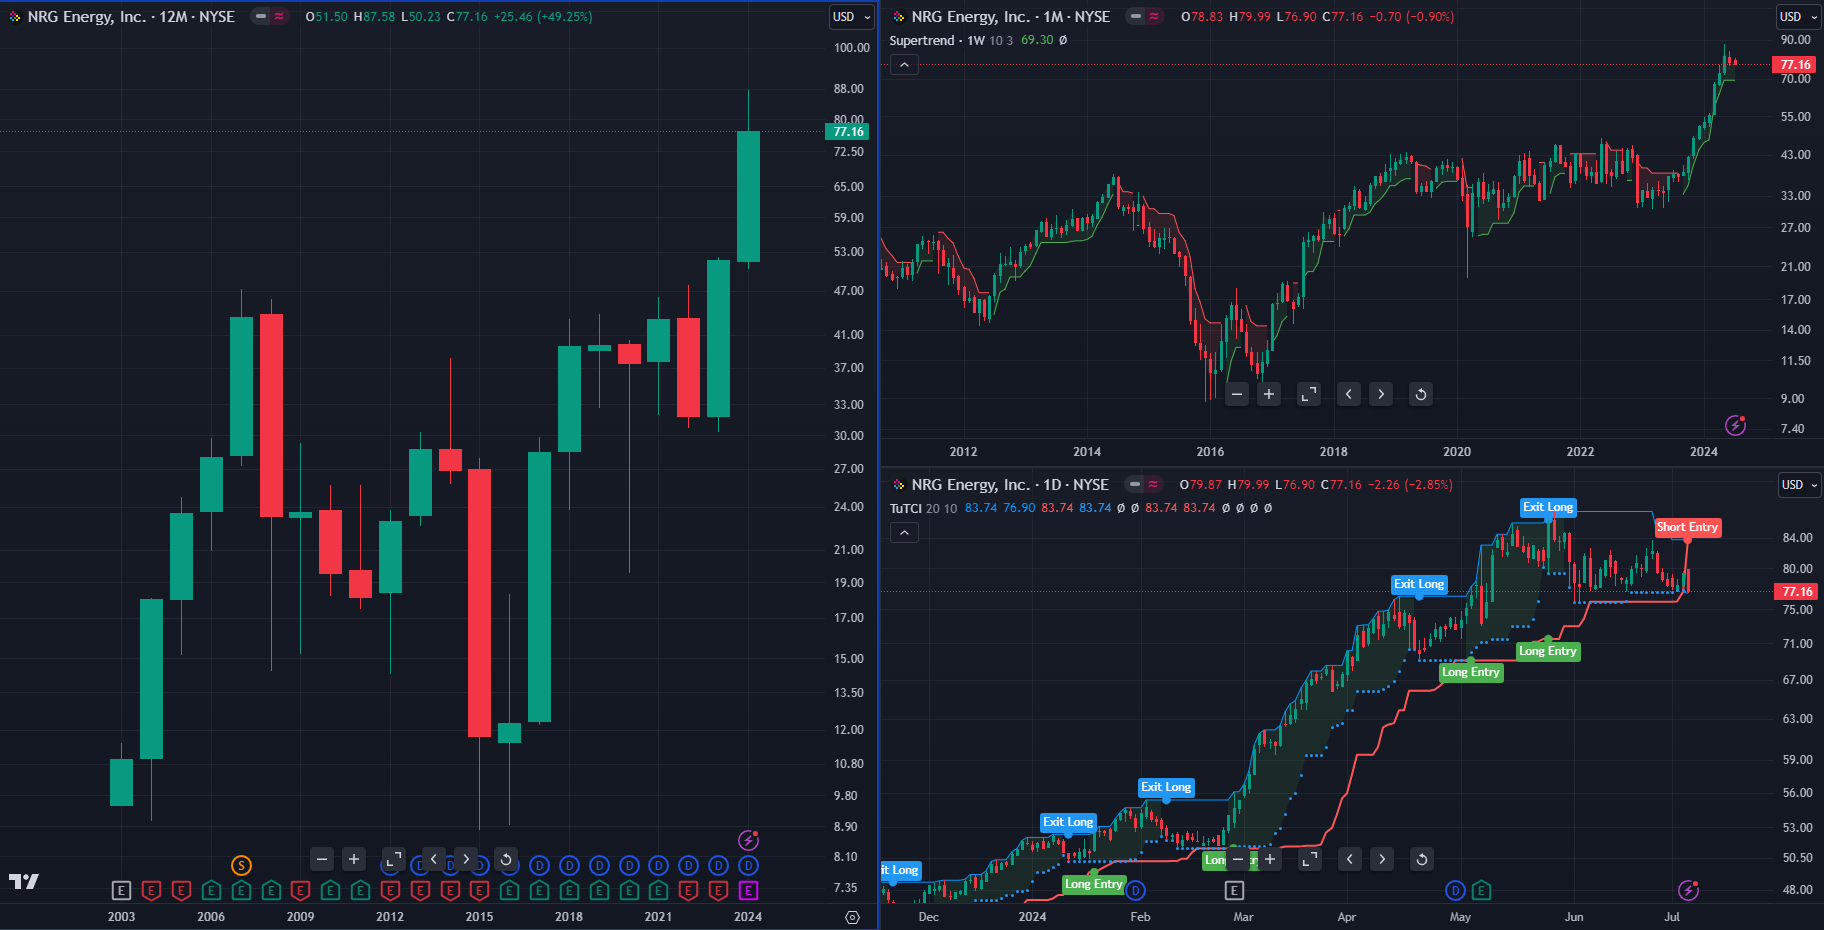 NRG Energy, Inc. · 12M · NYSE O51.50 H87.58 L50.23 C77.16 +25.46 (+49.25%)
USD
100.00
88.00
80.00
77.16
72.50
65.00
59.00
53.00
47.00
41.00
37.00
33.00
30.00
27.00
24.00
21.00
19.00
17.00
15.00
13.50
12.00
10.80
9.80
8.90
8.10
7.35
S D D D D D D D D D D D
E E E E E E E E E E E E E E E E E E E E E E
2003 2006 2009 2012 2015 2018 2021 2024
NRG Energy, Inc. · 1M · NYSE O78.83 H79.99 L76.90 C77.16 −0.70 (−0.90%)
USD
Supertrend · 1W 10 3 69.30 Ø
90.00
77.16
70.00
55.00
43.00
33.00
27.00
21.00
17.00
14.00
11.50
9.00
7.40
2012 2014 2016 2018 2020 2022 2024
NRG Energy, Inc. · 1D · NYSE O79.87 H79.99 L76.90 C77.16 −2.26 (−2.85%)
USD
TuTCI 20 10 83.74 76.90 83.74 83.74 Ø Ø 83.74 83.74 Ø Ø Ø Ø
Exit Long
Short Entry
84.00
80.00
Exit Long
77.16
75.00
71.00
Long Entry
Long Entry
67.00
63.00
59.00
Exit Long
56.00
Exit Long
53.00
50.50
it Long
Long Entry
48.00
D E D E
Dec 2024 Feb Mar Apr May Jun Jul